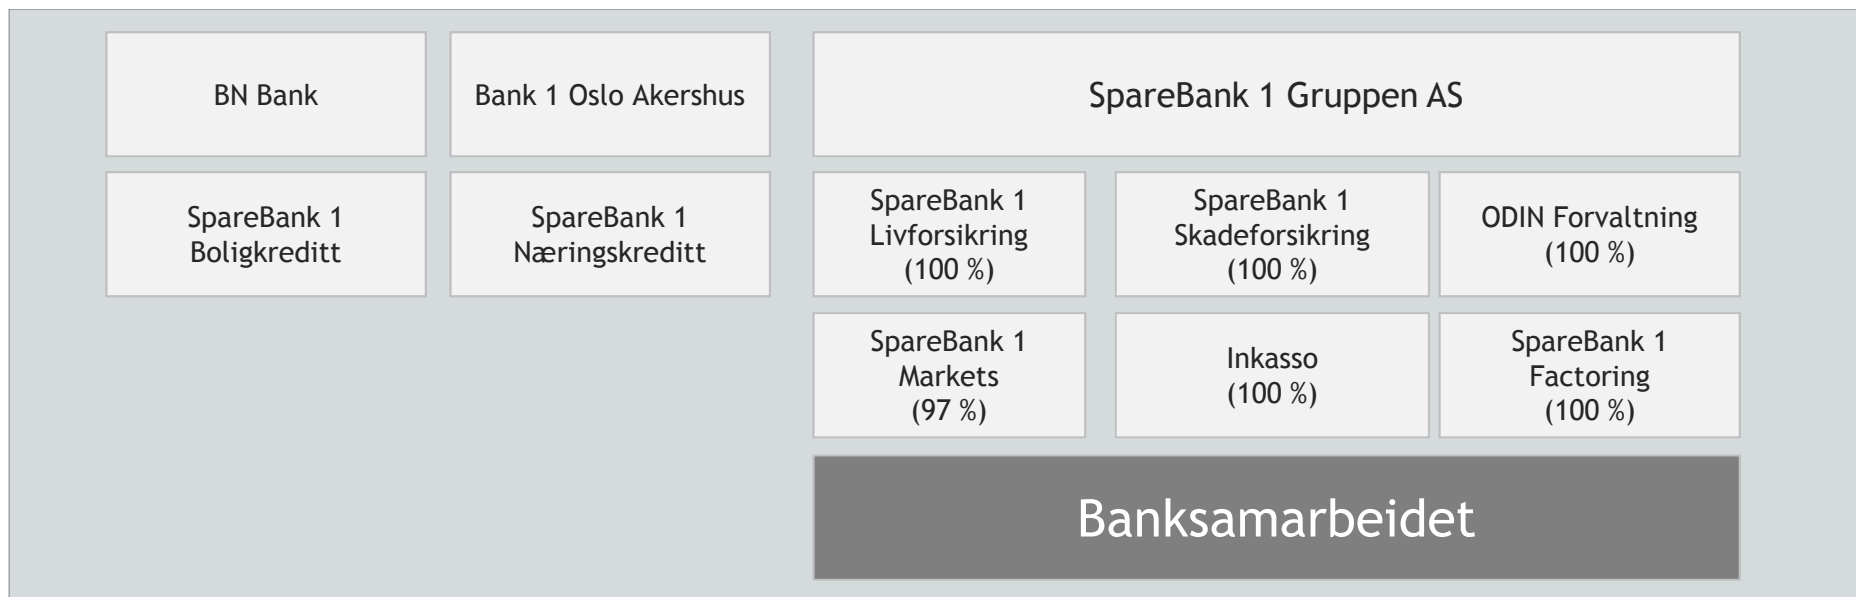 BN Bank
Bank 1 Oslo Akershus
SpareBank 1 Gruppen AS
SpareBank 1
Boligkreditt
SpareBank 1
Næringskreditt
SpareBank 1
Livforsikring
(100 %)
SpareBank 1
Skadeforsikring
(100 %)
ODIN Forvaltning
(100 %)
SpareBank 1
Markets
(97 %)
Inkasso
(100 %)
SpareBank 1
Factoring
(100 %)
Banksamarbeidet